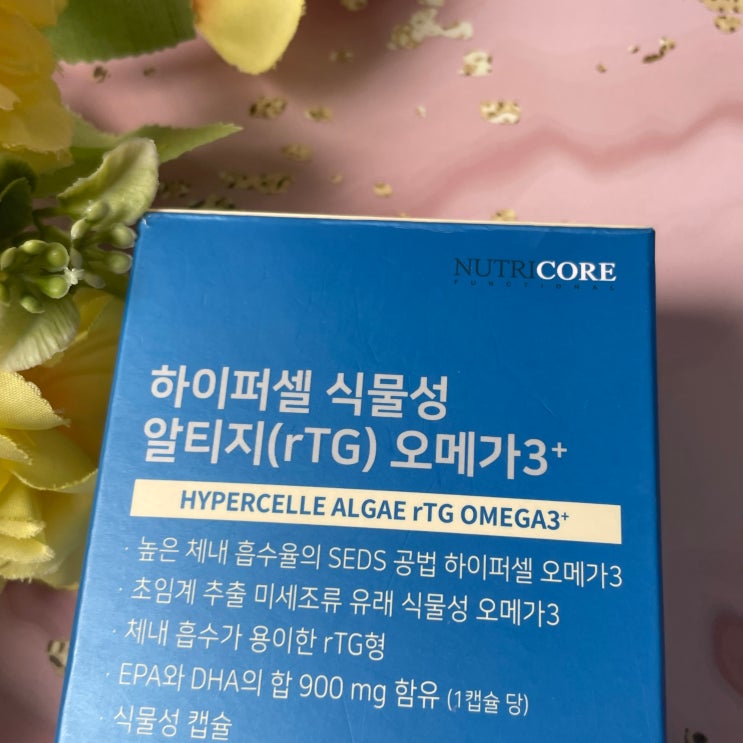 NUTRICORE
FUNCTIONAL
하이퍼셀 식물성
알티지(rTG) 오메가3+
HYPERCELLE ALGAE rTG OMEGA3+
· 높은 체내 흡수율의 SEDS 공법 하이퍼셀 오메가3
· 초임계 추출 미세조류 유래 식물성 오메가3
· 체내 흡수가 용이한 rTG형
· EPA와 DHA의 합 900 mg 함유 (1캡슐 당)
· 식물성 캡슐